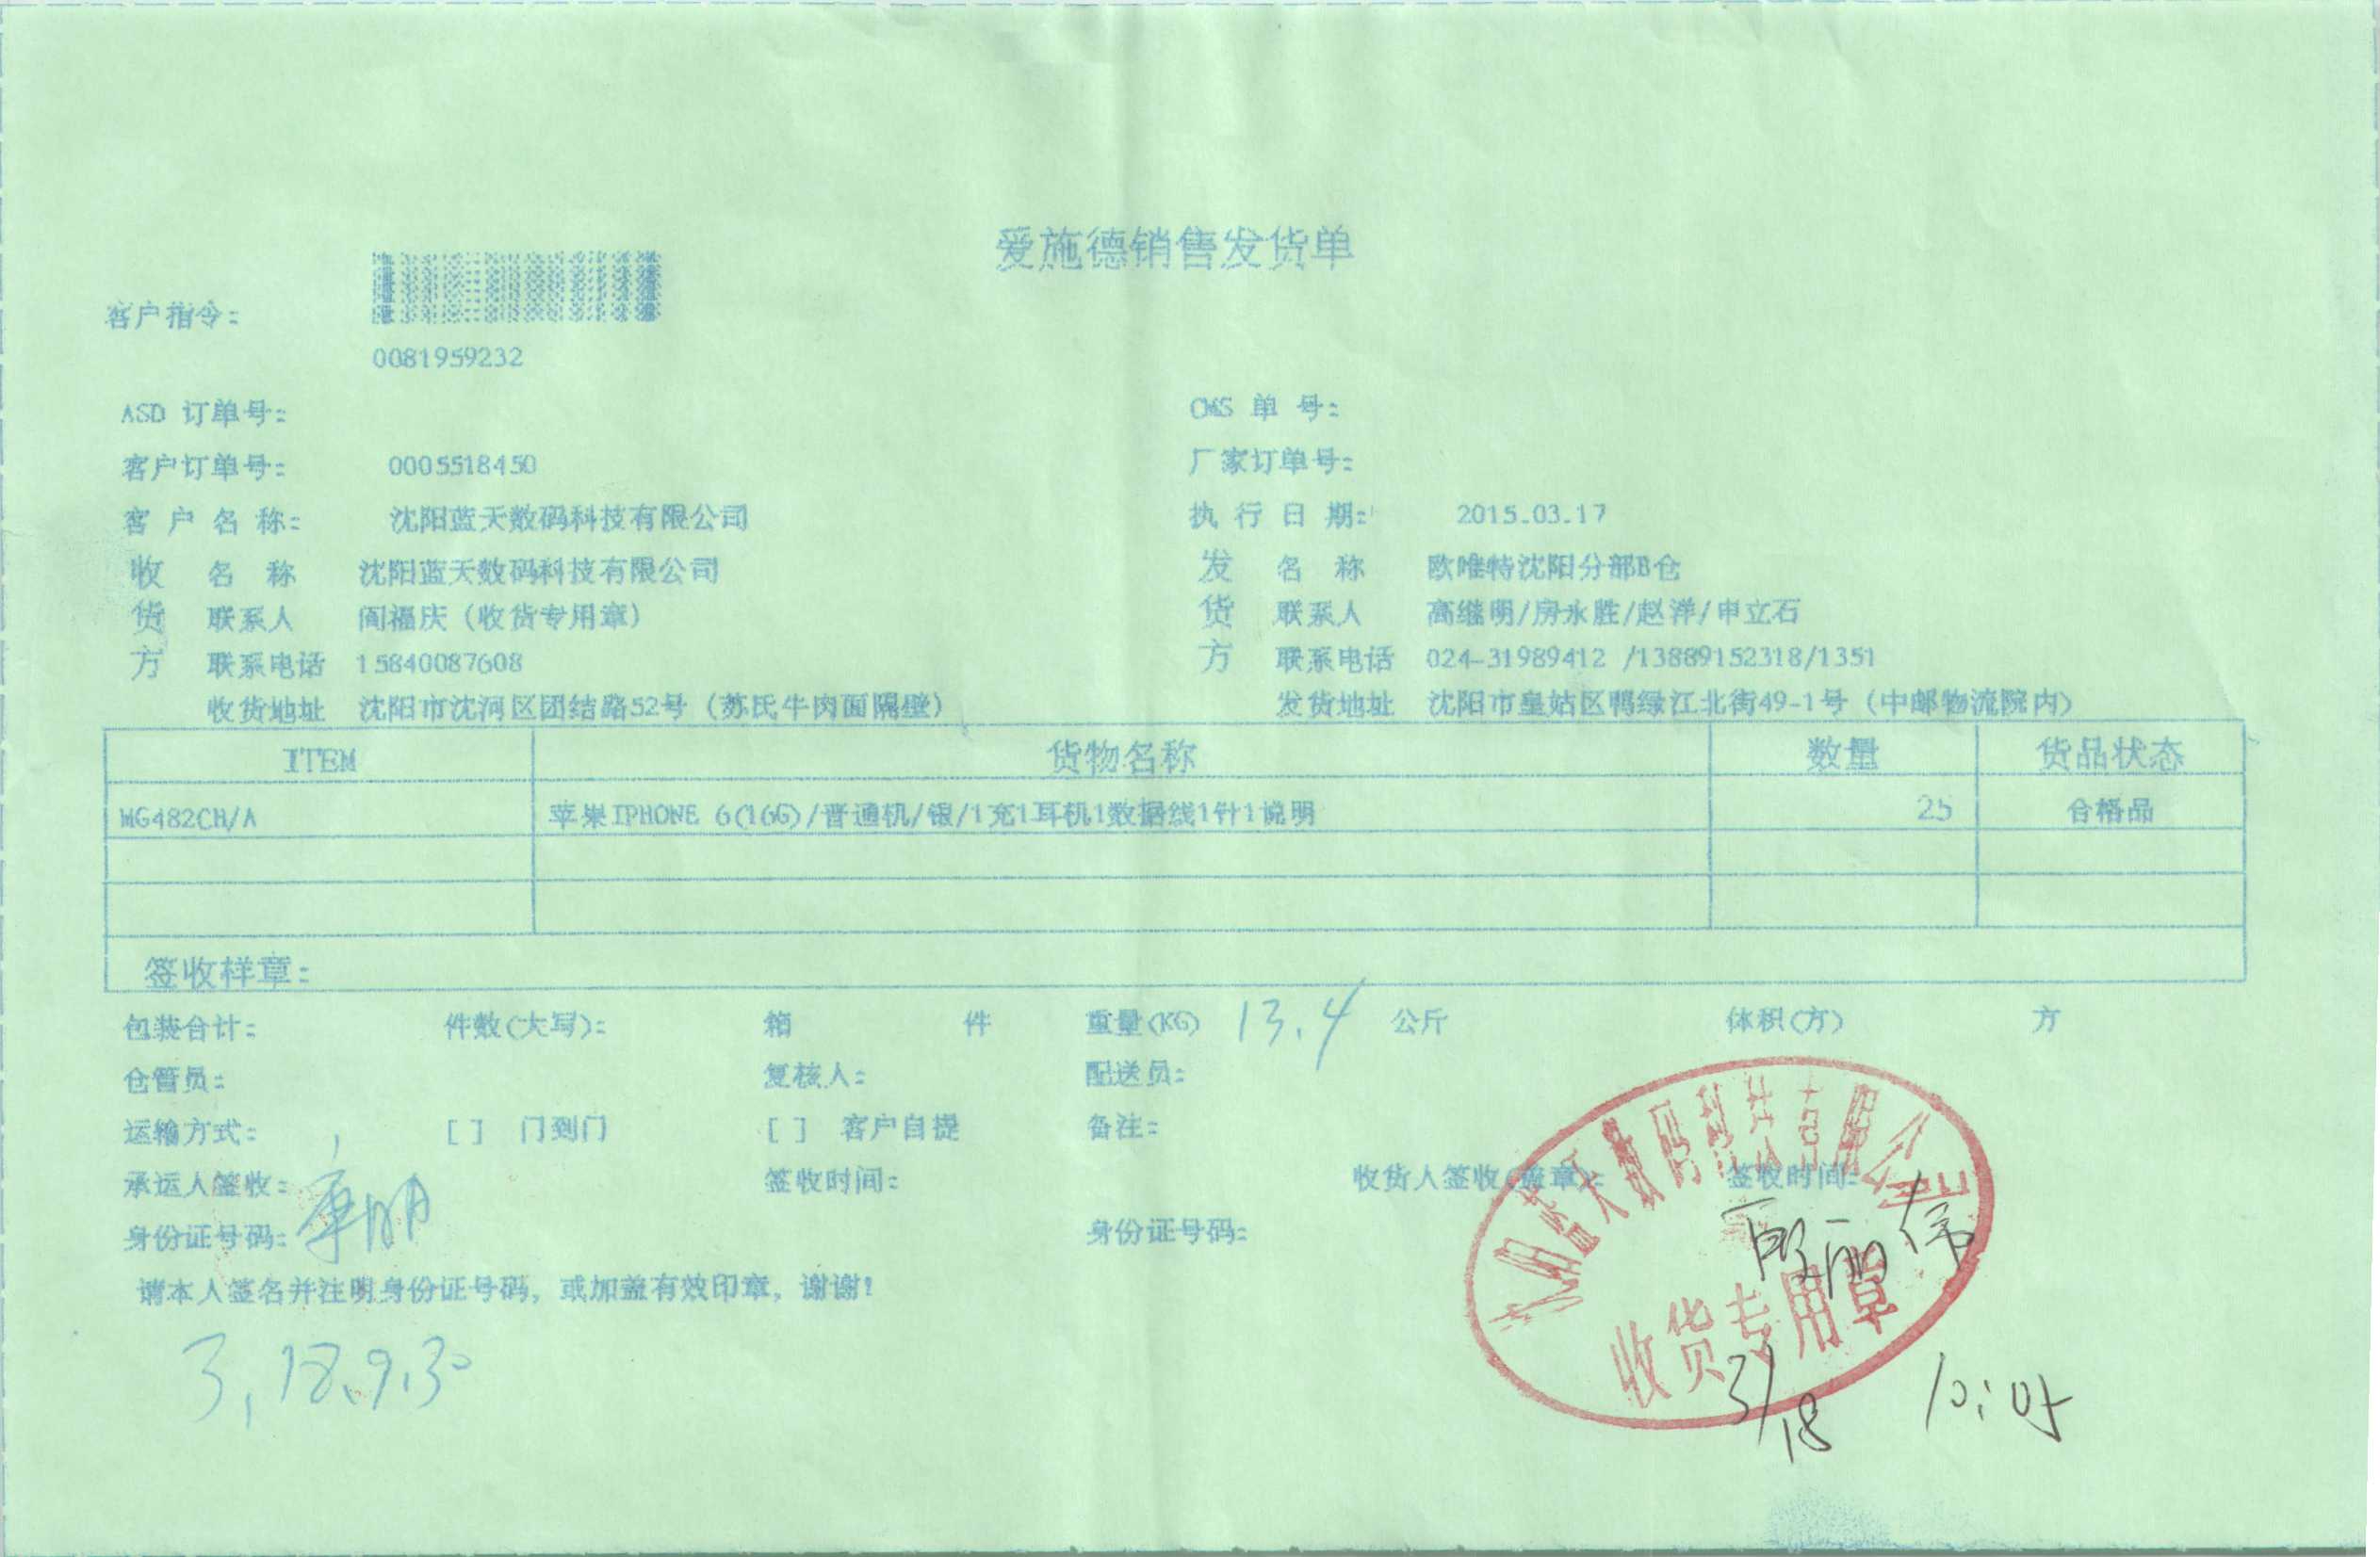 爱施德销售发货单
客户指令:
0081959232
ASD 订单号: OMS 单 号:
客户订单号: 0005518450 厂家订单号:
客 户 名 称: 沈阳蓝天数码科技有限公司 执 行 日 期: 2015.03.17
收 名 称 沈阳蓝天数码科技有限公司 发 名 称 欧唯特沈阳分部B仓
货 联系人 阎福庆 (收货专用章) 货 联系人 高继明/房永胜/赵洋/申立石
方 联系电话 15840087608 方 联系电话 024-31989412 /13889152318/1351
收货地址 沈阳市沈河区团结路52号 (苏氏牛肉面隔壁) 发货地址 沈阳市皇姑区鸭绿江北街49-1号 (中邮物流院内)
ITEM 货物名称 数量 货品状态
MG482CH/A 苹果IPHONE 6(16G)/普通机/银/1充1耳机1数据线1针1说明 25 合格品
签收样章:
包装合计: 件数(大写): 箱 件 重量(KG) 13.4 公斤 体积(方) 方
仓管员: 复核人: 配送员:
运输方式: [ ] 门到门 [ ] 客户自提 备注:
承运人签收: 签收时间: 收货人签收(盖章): 签收时间:
身份证号码: 身份证号码:
请本人签名并注明身份证号码, 或加盖有效印章, 谢谢!
蓝天数码科技有限公司
收货专用章
3,18.9.30
3/18